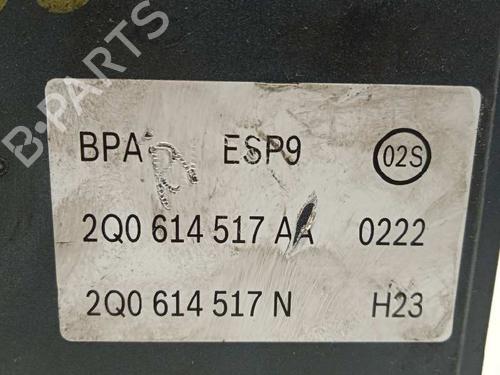 B-PARTS
BPA ESP9 02S
2Q0 614 517 AA 0222
2Q0 614 517 N H23